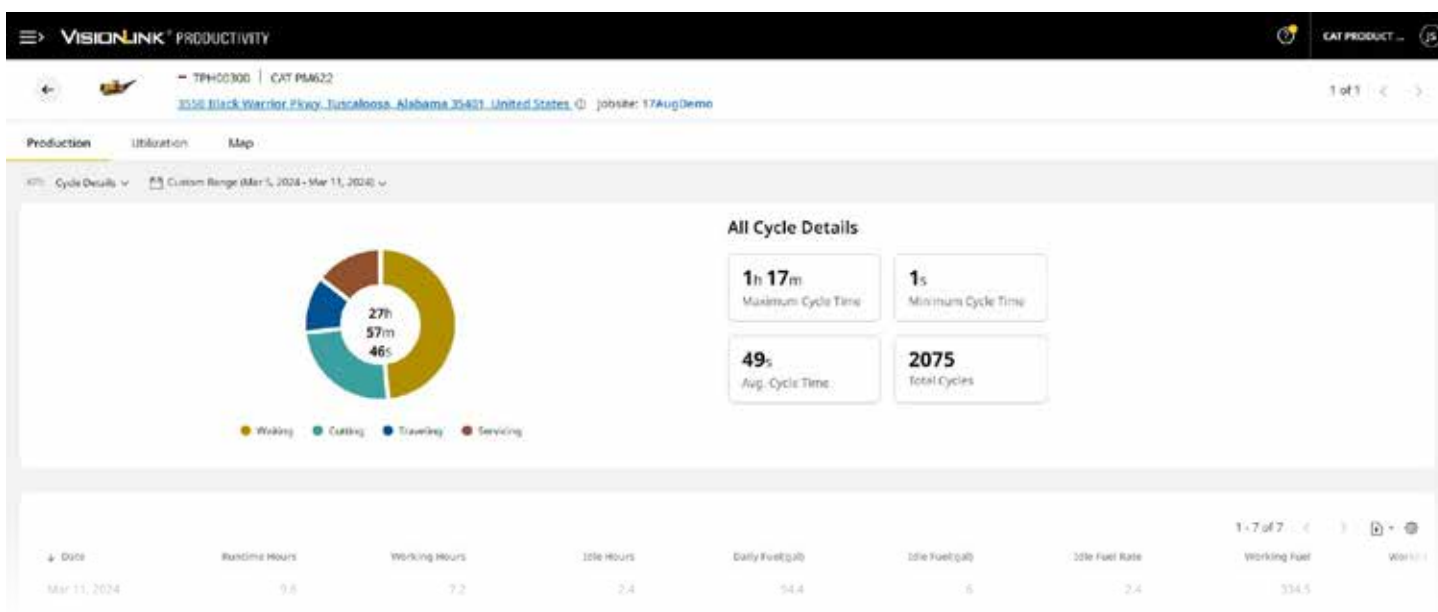 VISIONLINK® PRODUCTIVITY
CAT PRODUCT ...
JS
TPH00300 | CAT PM622
3550 Black Warrior Pkwy, Tuscaloosa, Alabama 35401, United States Jobsite: 17AugDemo
1 of 1
Production Utilization Map
Cycle Details Custom Range (Mar 5, 2024 - Mar 11, 2024)
All Cycle Details
1h 17m
Maximum Cycle Time
1s
Minimum Cycle Time
27h
57m
46s
49s
Avg. Cycle Time
2075
Total Cycles
Waiting Cutting Traveling Servicing
1 - 7 of 7
Date Runtime Hours Working Hours Idle Hours Daily Fuel(gal) Idle Fuel(gal) Idle Fuel Rate Working Fuel
Mar 11, 2024 9.6 7.2 2.4 6 2.4 334.5